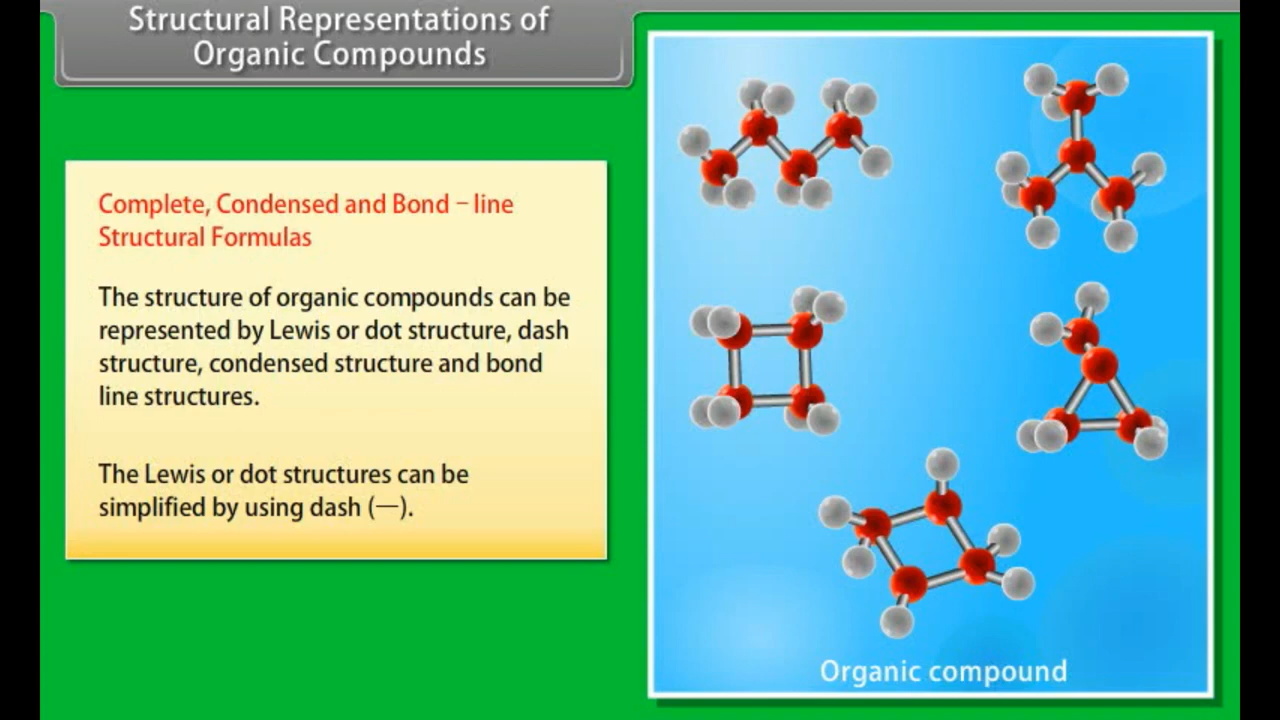 Structural Representations of
Organic Compounds
Complete, Condensed and Bond – line
Structural Formulas
The structure of organic compounds can be
represented by Lewis or dot structure, dash
structure, condensed structure and bond
line structures.
The Lewis or dot structures can be
simplified by using dash (—).
Organic compound